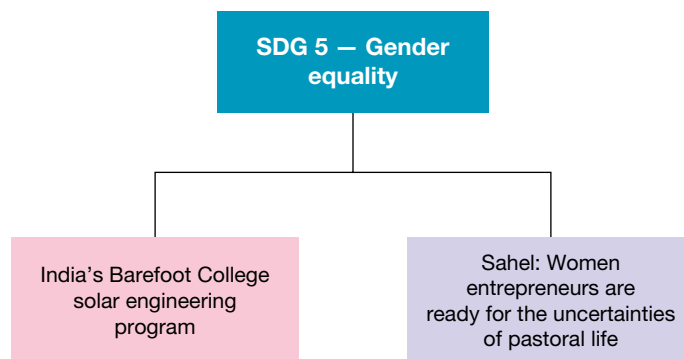 SDG 5 — Gender
equality
India's Barefoot College
solar engineering
program
Sahel: Women
entrepreneurs are
ready for the uncertainties
of pastoral life